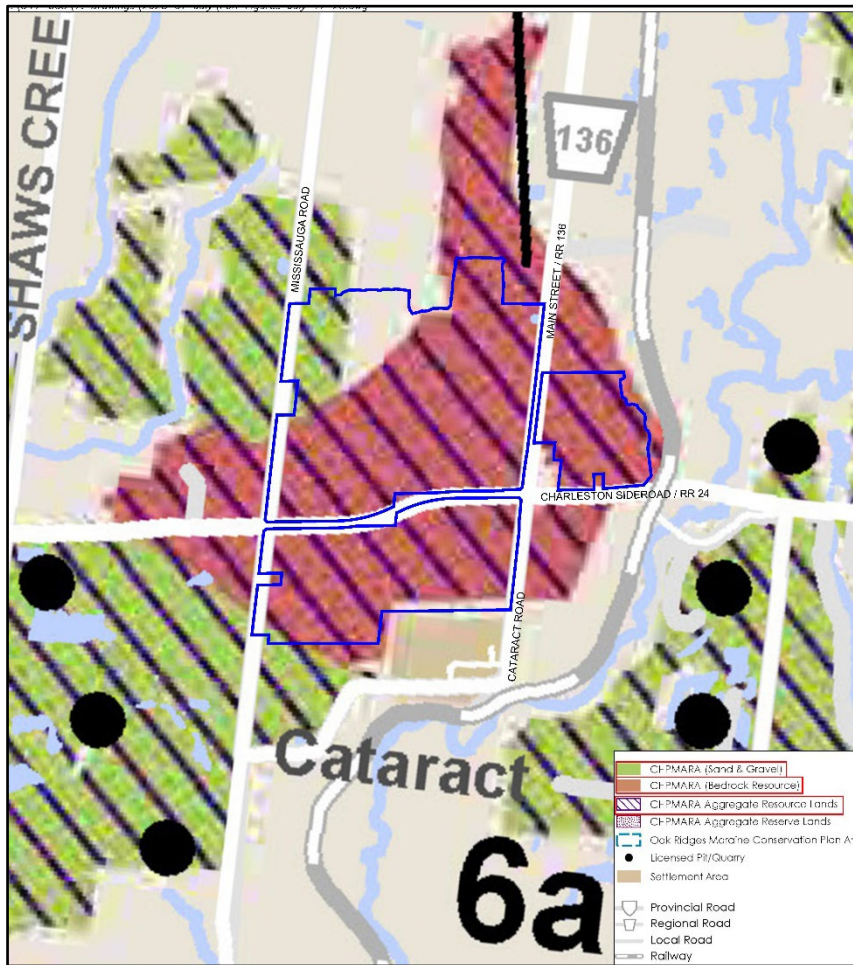 SHAWS CREE
136
MISSISSAUGA ROAD
MAIN STREET / RR 136
CHARLESTON SIDEROAD / RR 24
CATARACT ROAD
Cataract
6a
CHPMARA (Sand & Gravel)
CHPMARA (Bedrock Resource)
CHPMARA Aggregate Resource Lands
CHPMARA Aggregate Reserve Lands
Oak Ridges Moraine Conservation Plan A
Licensed Pit/Quarry
Settlement Area
Provincial Road
Regional Road
Local Road
Railway